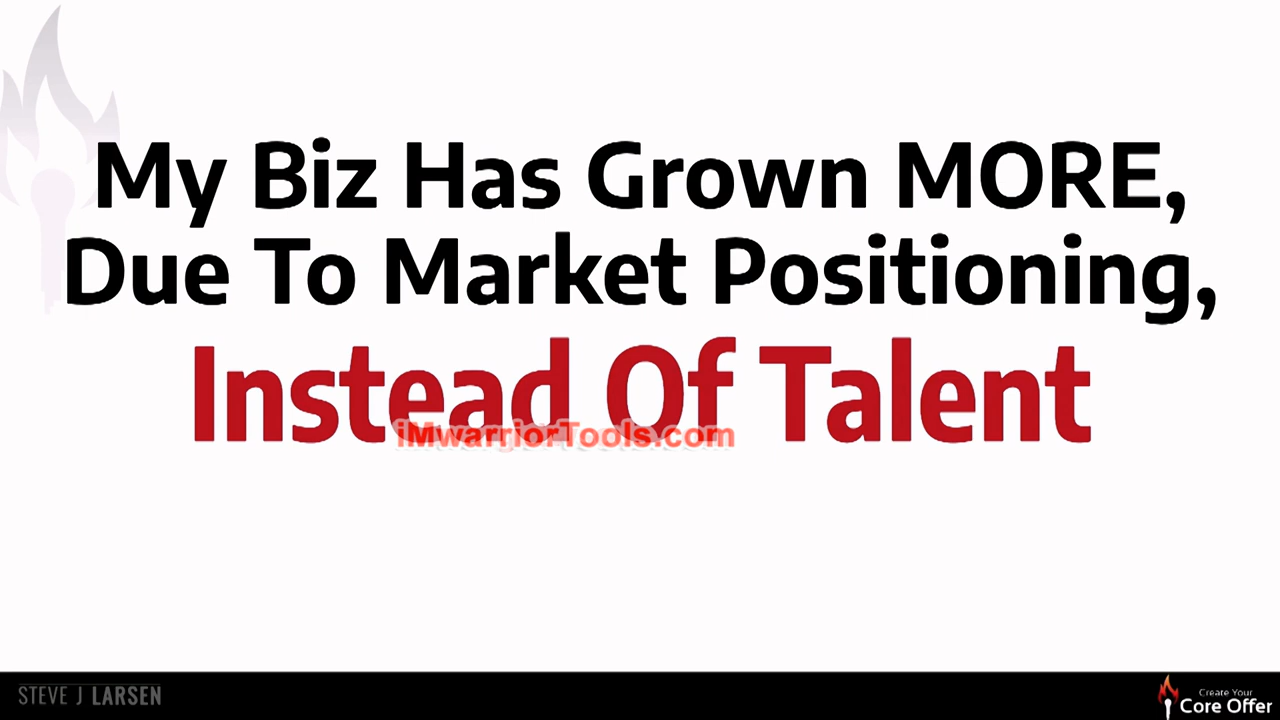 My Biz Has Grown MORE,
Due To Market Positioning,
Instead Of Talent
iMwarriorTools.com
STEVE J LARSEN
Create Your
Core Offer